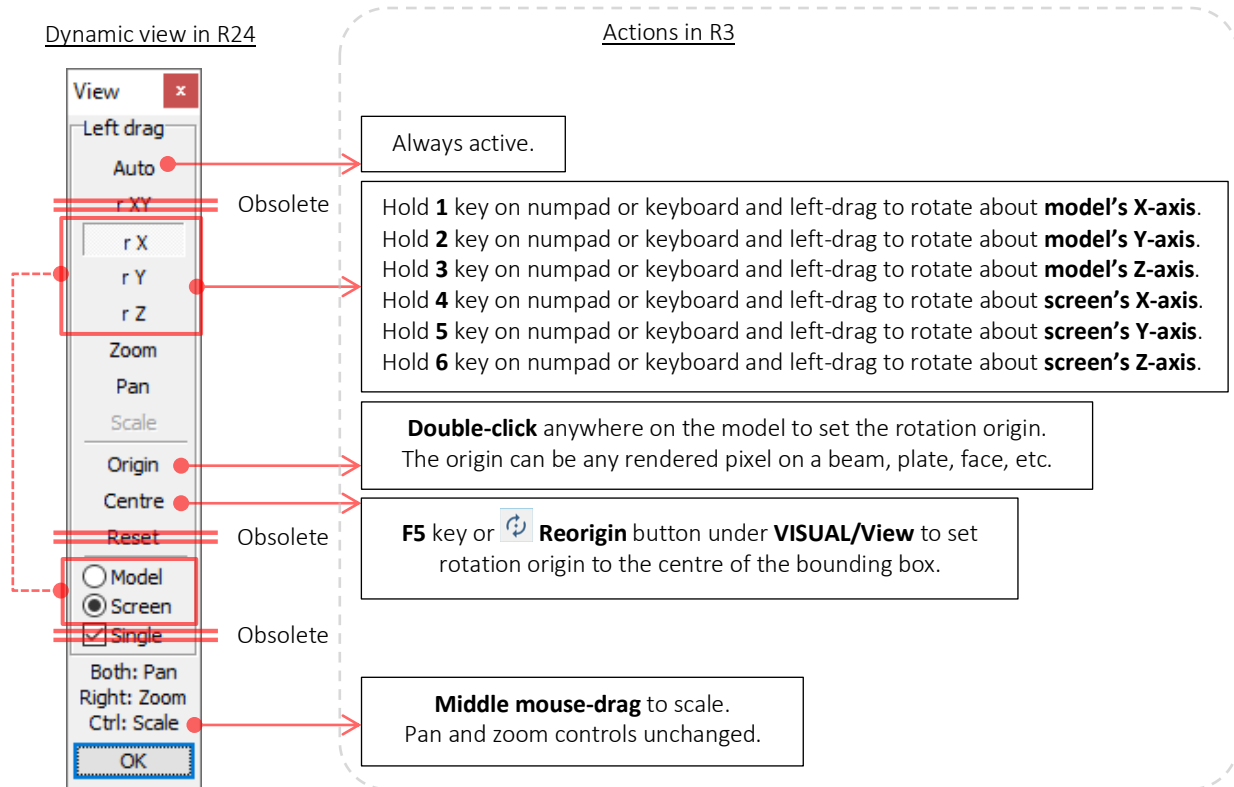 Dynamic view in R24
Actions in R3
View
x
Left drag
Auto
Always active.
r XY
Obsolete
r X
r Y
r Z
Hold 1 key on numpad or keyboard and left-drag to rotate about model’s X-axis.
Hold 2 key on numpad or keyboard and left-drag to rotate about model’s Y-axis.
Hold 3 key on numpad or keyboard and left-drag to rotate about model’s Z-axis.
Hold 4 key on numpad or keyboard and left-drag to rotate about screen’s X-axis.
Hold 5 key on numpad or keyboard and left-drag to rotate about screen’s Y-axis.
Hold 6 key on numpad or keyboard and left-drag to rotate about screen’s Z-axis.
Zoom
Pan
Scale
Origin
Double-click anywhere on the model to set the rotation origin.
The origin can be any rendered pixel on a beam, plate, face, etc.
Centre
F5 key or Reorigin button under VISUAL/View to set
rotation origin to the centre of the bounding box.
Reset
Obsolete
Model
Screen
Single
Obsolete
Both: Pan
Right: Zoom
Ctrl: Scale
Middle mouse-drag to scale.
Pan and zoom controls unchanged.
OK